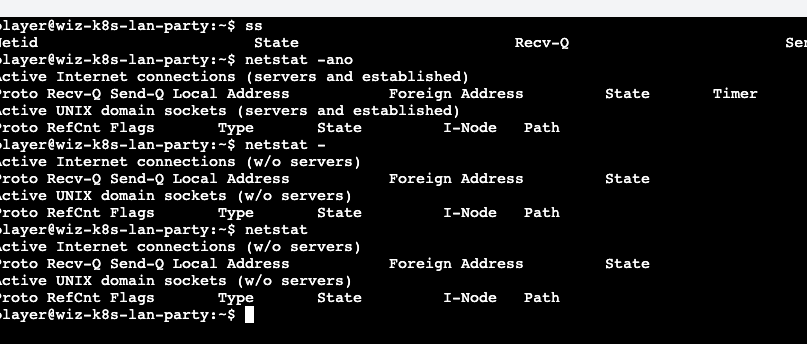 player@wiz-k8s-lan-party:~$ ss
Netid State Recv-Q Sen
player@wiz-k8s-lan-party:~$ netstat -ano
Active Internet connections (servers and established)
Proto Recv-Q Send-Q Local Address Foreign Address State Timer
Active UNIX domain sockets (servers and established)
Proto RefCnt Flags Type State I-Node Path
player@wiz-k8s-lan-party:~$ netstat -
Active Internet connections (w/o servers)
Proto Recv-Q Send-Q Local Address Foreign Address State
Active UNIX domain sockets (w/o servers)
Proto RefCnt Flags Type State I-Node Path
player@wiz-k8s-lan-party:~$ netstat
Active Internet connections (w/o servers)
Proto Recv-Q Send-Q Local Address Foreign Address State
Active UNIX domain sockets (w/o servers)
Proto RefCnt Flags Type State I-Node Path
player@wiz-k8s-lan-party:~$